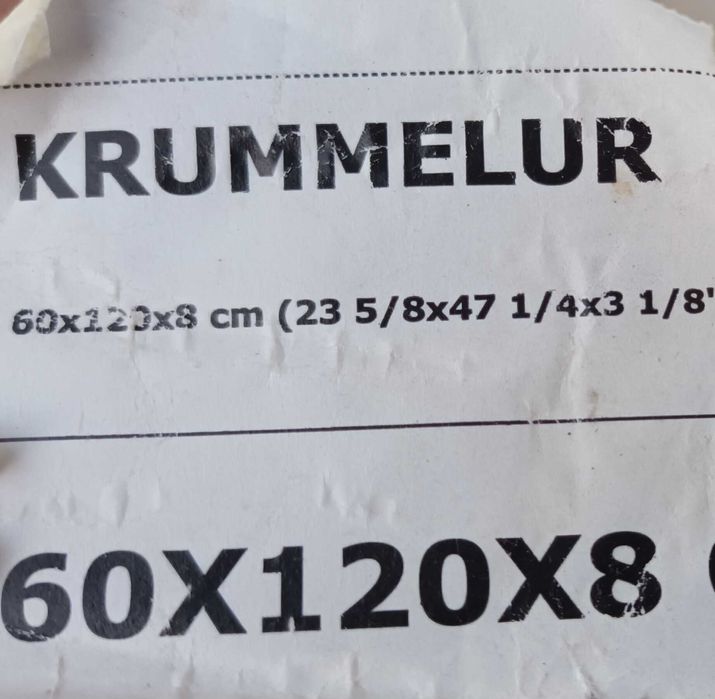 KRUMMELUR
60x120x8 cm (23 5/8x47 1/4x3 1/8"
60X120X8